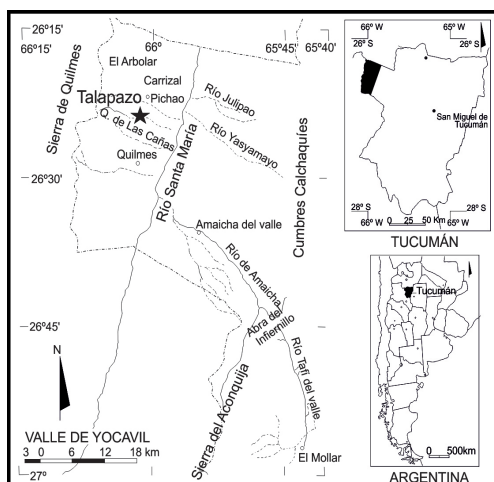 26º15'
26º15'
66º
65º45'
65º40'
El Arbolar
Carrizal
Pichao
Talapazo
Q. de Las Cañas
Quilmes
Sierra de Quilmes
Río Julipao
Río Yasyamayo
Río Santa María
Cumbres Calchaquíes
26º30'
Amaicha del valle
Río de Amaicha
26º45'
Abra del
Infiernillo
Río Tafí del valle
Sierra del Aconquija
N
VALLE DE YOCAVIL
3 0 6 12 18 km
27º
El Mollar
66º W
65º W
26º S
26º S
San Miguel de
Tucumán
28º S
28º S
66º W
65º W
0 25 50 Km
TUCUMÁN
Tucumán
0 500km
ARGENTINA